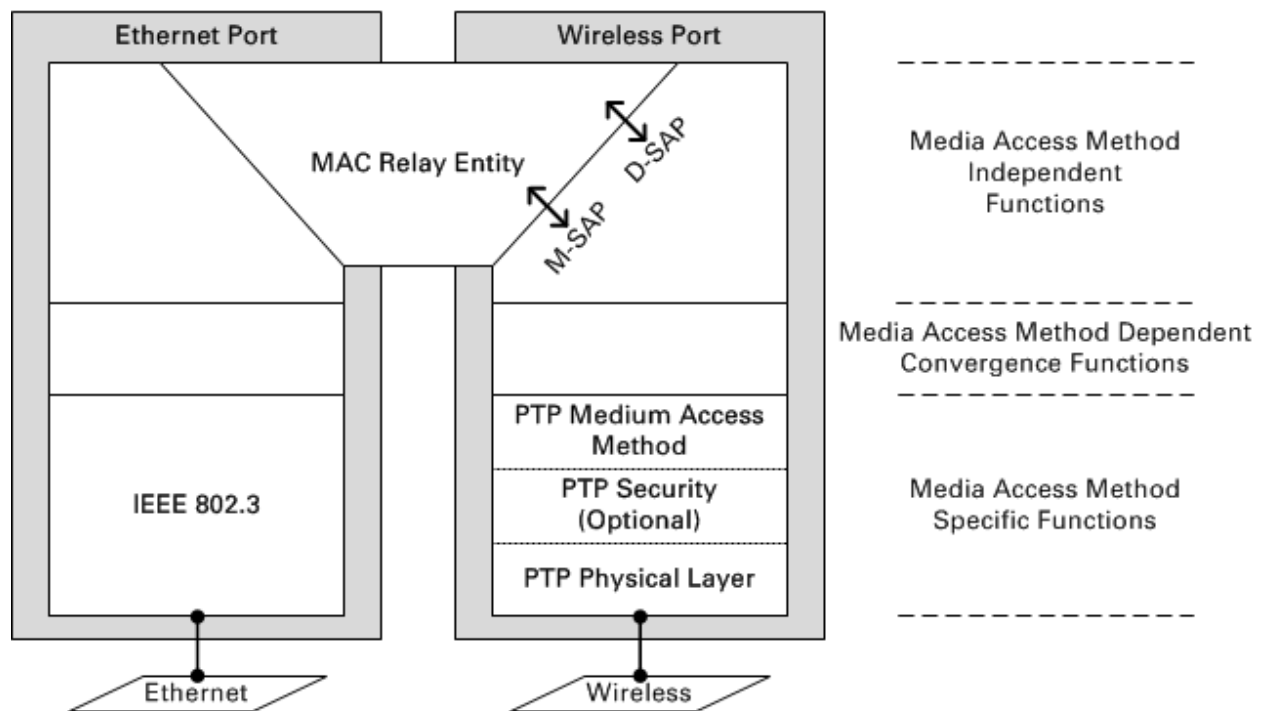 Ethernet Port
Wireless Port
MAC Relay Entity
D-SAP
M-SAP
Media Access Method
Independent
Functions
Media Access Method Dependent
Convergence Functions
PTP Medium Access
Method
IEEE 802.3
PTP Security
(Optional)
Media Access Method
Specific Functions
PTP Physical Layer
Ethernet
Wireless